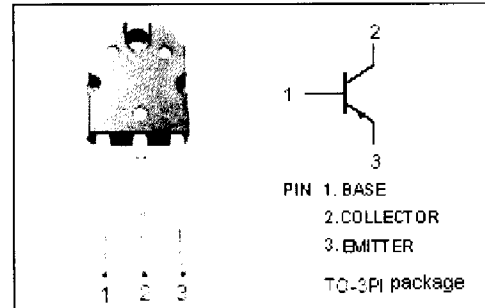 2
1
3
PIN 1. BASE
2. COLLECTOR
3. EMITTER
TO-3PI package
1 2 3